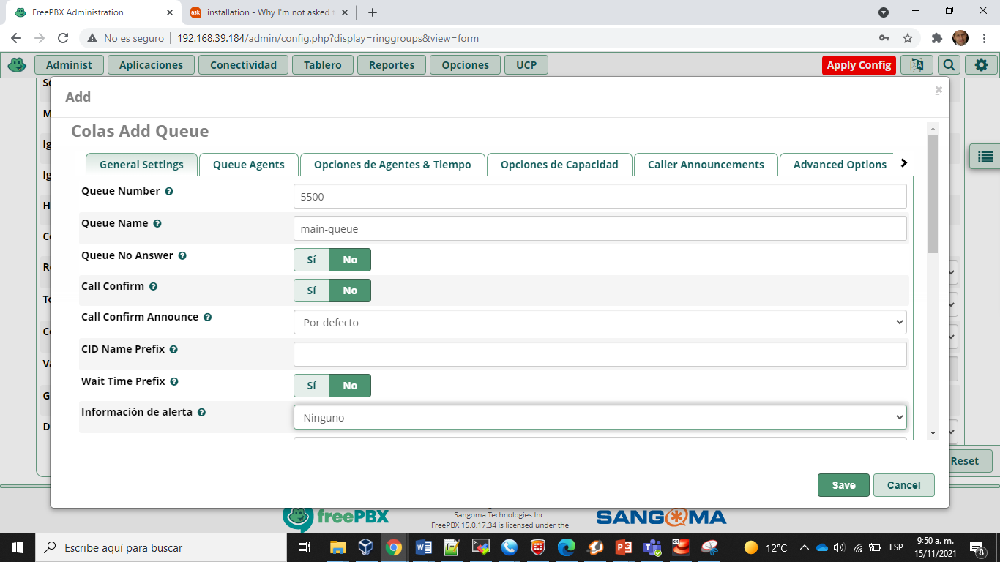 FreePBX Administration
ask
installation - Why I'm not asked t
No es seguro
192.168.39.184/admin/config.php?display=ringgroups&view=form
Administ
Aplicaciones
Conectividad
Tablero
Reportes
Opciones
UCP
Apply Config
Add
Colas Add Queue
General Settings
Queue Agents
Opciones de Agentes & Tiempo
Opciones de Capacidad
Caller Announcements
Advanced Options
Queue Number
5500
Queue Name
main-queue
Queue No Answer
Sí No
Call Confirm
Sí No
Call Confirm Announce
Por defecto
CID Name Prefix
Wait Time Prefix
Sí No
Información de alerta
Ninguno
Reset
Save
Cancel
freePBX
Sangoma Technologies Inc.
FreePBX 15.0.17.34 is licensed under the
SANGOMA
Escribe aquí para buscar
12°C
ESP
9:50 a. m.
15/11/2021
8